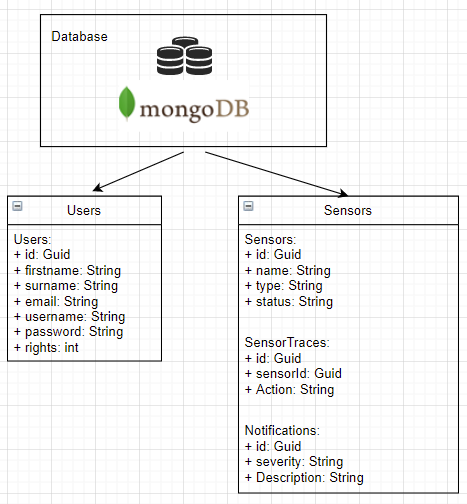 Database
mongoDB
Users
Users:
+ id: Guid
+ firstname: String
+ surname: String
+ email: String
+ username: String
+ password: String
+ rights: int
Sensors
Sensors:
+ id: Guid
+ name: String
+ type: String
+ status: String
SensorTraces:
+ id: Guid
+ sensorId: Guid
+ Action: String
Notifications:
+ id: Guid
+ severity: String
+ Description: String